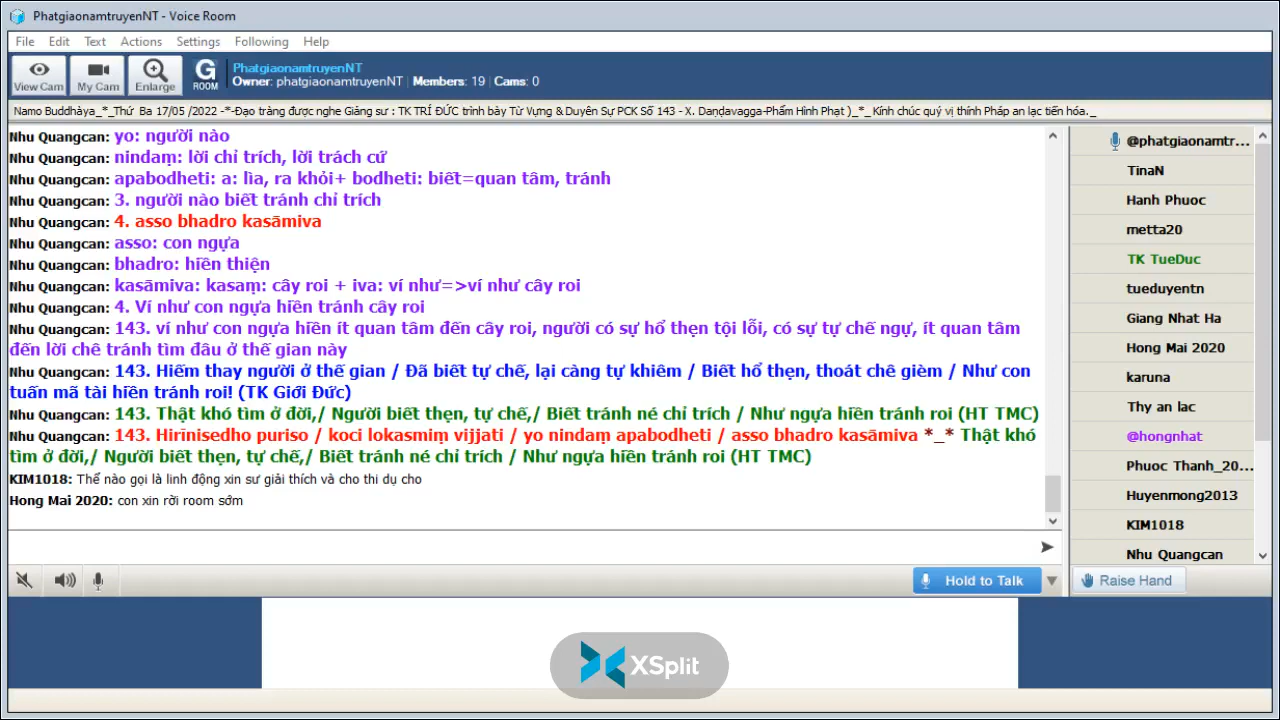 PhatgiaonamtruyenNT - Voice Room
File Edit Text Actions Settings Following Help
View Cam My Cam Enlarge G ROOM
PhatgiaonamtruyenNT
Owner: phatgiaonamtruyenNT | Members: 19 | Cams: 0
Namo Buddhàya_*_Thứ Ba 17/05 /2022 -*-Đạo tràng được nghe Giảng sư : TK TRÍ ĐỨC trình bày Từ Vựng & Duyên Sự PCK Số 143 - X. Daṇḍavagga-Phẩm Hình Phạt )_*_ Kính chúc quý vị thính Pháp an lạc tiến hóa._
Nhu Quangcan: yo: người nào
Nhu Quangcan: nindaṃ: lời chỉ trích, lời trách cứ
Nhu Quangcan: apabodheti: a: lìa, ra khỏi+ bodheti: biết=quan tâm, tránh
Nhu Quangcan: 3. người nào biết tránh chỉ trích
Nhu Quangcan: 4. asso bhadro kasāmiva
Nhu Quangcan: asso: con ngựa
Nhu Quangcan: bhadro: hiền thiện
Nhu Quangcan: kasāmiva: kasaṃ: cây roi + iva: ví như=>ví như cây roi
Nhu Quangcan: 4. Ví như con ngựa hiền tránh cây roi
Nhu Quangcan: 143. ví như con ngựa hiền ít quan tâm đến cây roi, người có sự hổ thẹn tội lỗi, có sự tự chế ngự, ít quan tâm
đến lời chê tránh tìm đâu ở thế gian này
Nhu Quangcan: 143. Hiếm thay người ở thế gian / Đã biết tự chế, lại càng tự khiêm / Biết hổ thẹn, thoát chê gièm / Như con
tuấn mã tài hiền tránh roi! (TK Giới Đức)
Nhu Quangcan: 143. Thật khó tìm ở đời,/ Người biết thẹn, tự chế,/ Biết tránh né chỉ trích / Như ngựa hiền tránh roi (HT TMC)
Nhu Quangcan: 143. Hirīnisedho puriso / koci lokasmiṃ vijjati / yo nindaṃ apabodheti / asso bhadro kasāmiva *_* Thật khó
tìm ở đời,/ Người biết thẹn, tự chế,/ Biết tránh né chỉ trích / Như ngựa hiền tránh roi (HT TMC)
KIM1018: Thế nào gọi là linh động xin sư giải thích và cho thi dụ cho
Hong Mai 2020: con xin rời room sớm
@phatgiaonamtr...
TinaN
Hanh Phuoc
metta20
TK TueDuc
tueduyentn
Giang Nhat Ha
Hong Mai 2020
karuna
Thy an lac
@hongnhat
Phuoc Thanh_20...
Huyenmong2013
KIM1018
Nhu Quangcan
Hold to Talk
Raise Hand
XSplit